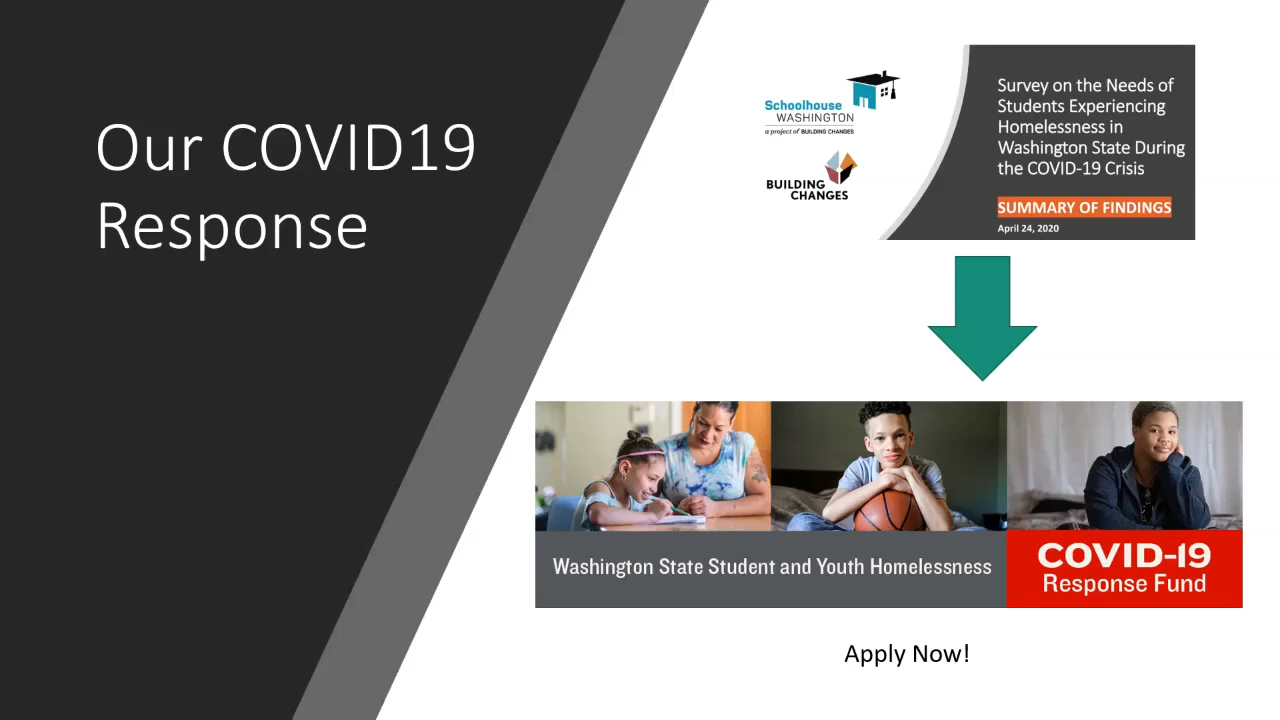 Our COVID19
Response
Schoolhouse
WASHINGTON
a project of BUILDING CHANGES
BUILDING
CHANGES
Survey on the Needs of
Students Experiencing
Homelessness in
Washington State During
the COVID-19 Crisis
SUMMARY OF FINDINGS
April 24, 2020
Washington State Student and Youth Homelessness
COVID-19
Response Fund
Apply Now!